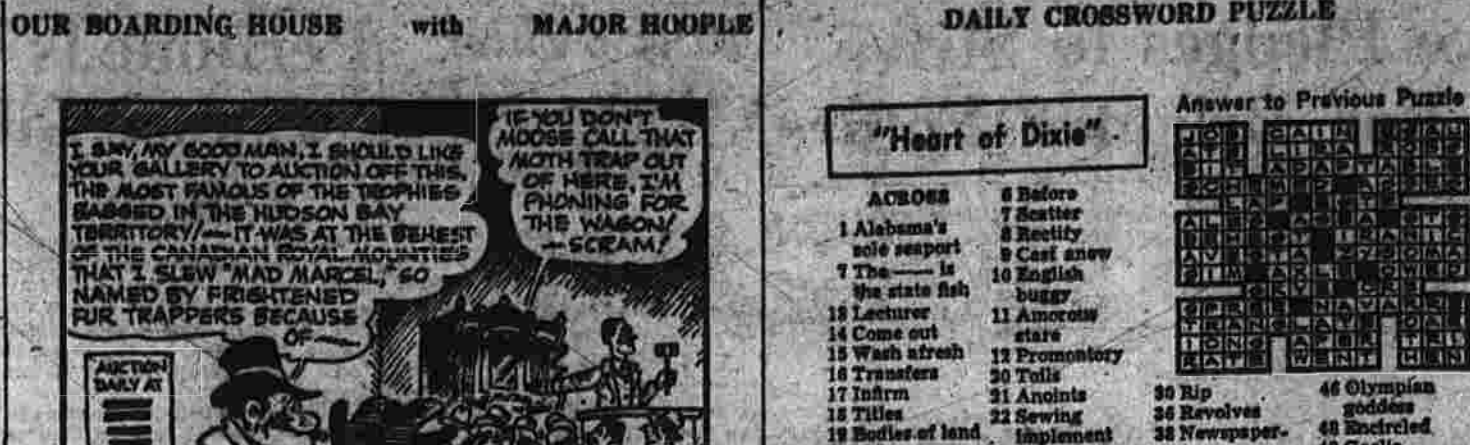 OUR BOARDING HOUSE with MAJOR HOOPLE
I SAY, MY GOOD MAN, I SHOULD LIKE
YOUR GALLERY TO AUCTION OFF THIS,
THE MOST FAMOUS OF THE TROPHIES
BAGGED IN THE HUDSON BAY
TERRITORY!— IT WAS AT THE BEHEST
OF THE CANADIAN ROYAL MOUNTIES
THAT I SLEW "MAD MARCEL," SO
NAMED BY FRIGHTENED
FUR TRAPPERS BECAUSE
OF —
IF YOU DON'T
MOOSE CALL THAT
MOTH TRAP OUT
OF HERE, I'M
PHONING FOR
THE WAGON!
—SCRAM!
AUCTION
DAILY AT
DAILY CROSSWORD PUZZLE
"Heart of Dixie"
ACROSS
1 Alabama's
sole seaport
7 The —— is
the state fish
13 Lecturer
14 Come out
15 Wash afresh
16 Transfers
17 Infirm
18 Titles
19 Bodies of land
6 Before
7 Scatter
8 Rectify
9 Cast anew
10 English
buggy
11 Amorous
stare
12 Promontory
20 Tolls
21 Anoints
22 Sewing
implement
Answer to Previous Puzzle
30 Rip
36 Revolves
38 Newspaper-
46 Olympian
goddess
48 Encircled